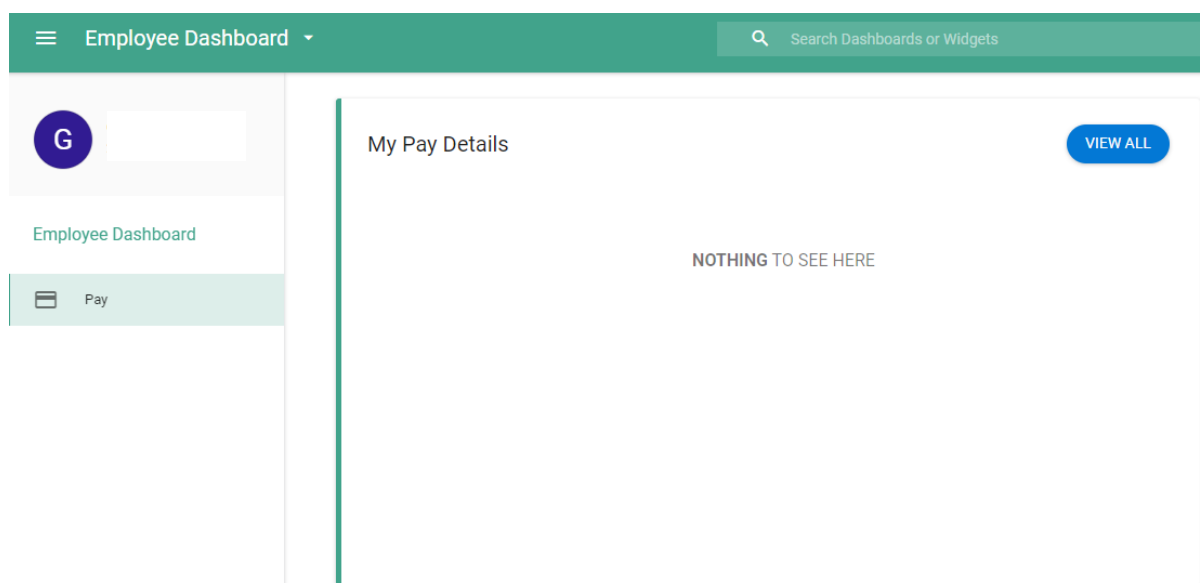 Employee Dashboard
Search Dashboards or Widgets
G
My Pay Details
VIEW ALL
Employee Dashboard
NOTHING TO SEE HERE
Pay